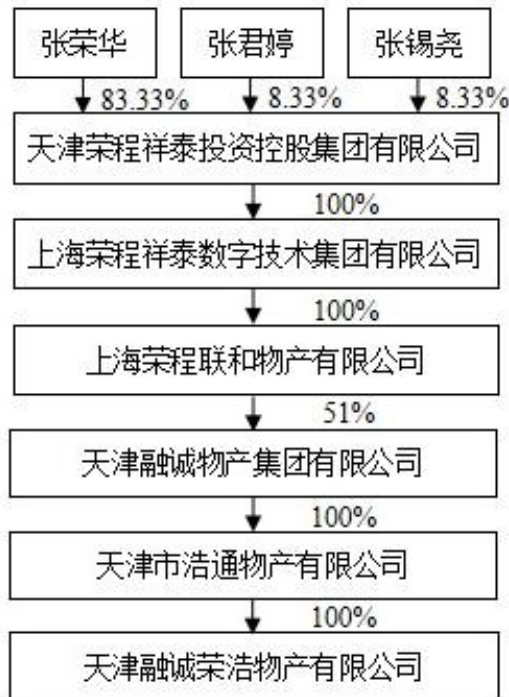 张荣华 张君婷 张锡尧
83.33% 8.33% 8.33%
天津荣程祥泰投资控股集团有限公司
100%
上海荣程祥泰数字技术集团有限公司
100%
上海荣程联和物产有限公司
51%
天津融诚物产集团有限公司
100%
天津市浩通物产有限公司
100%
天津融诚荣浩物产有限公司